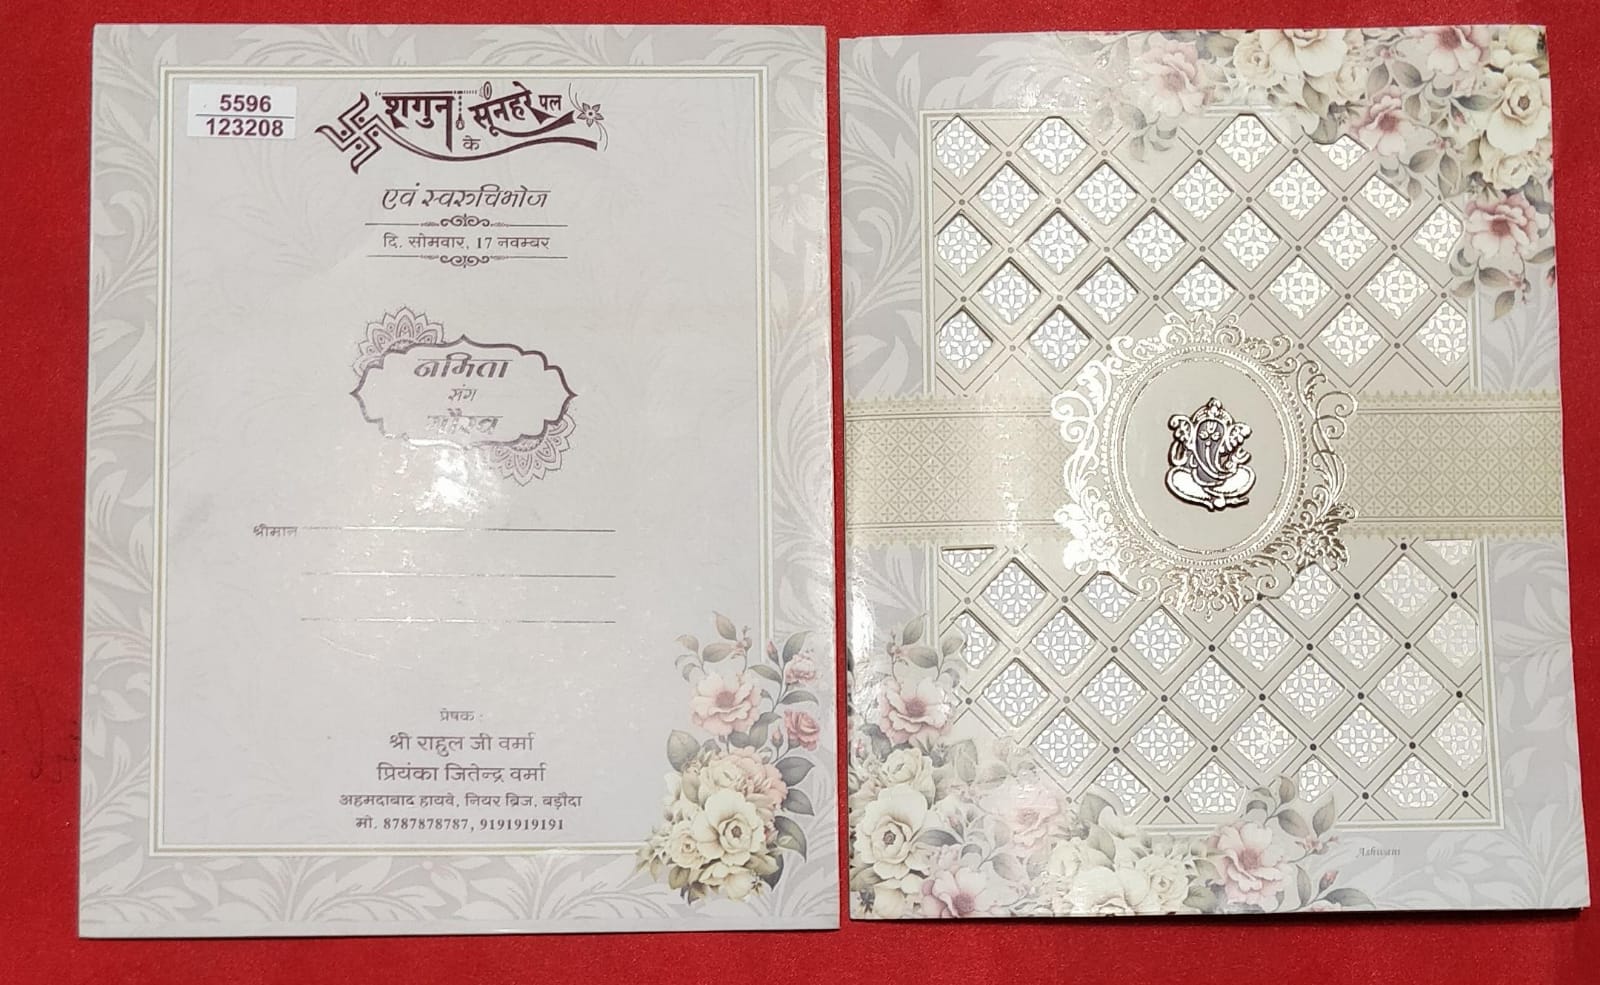 5596
123208
शगुन के सूनहरे पल
एवं स्वरुचिभोज
दि. सोमवार, 17 नवम्बर
नमिता
संग
गौरव
श्रीमान
प्रेषक :
श्री राहुल जी वर्मा
प्रियंका जितेन्द्र वर्मा
अहमदाबाद हायवे, नियर ब्रिज, बड़ौदा
मो. 8787878787, 9191919191
Ashwani